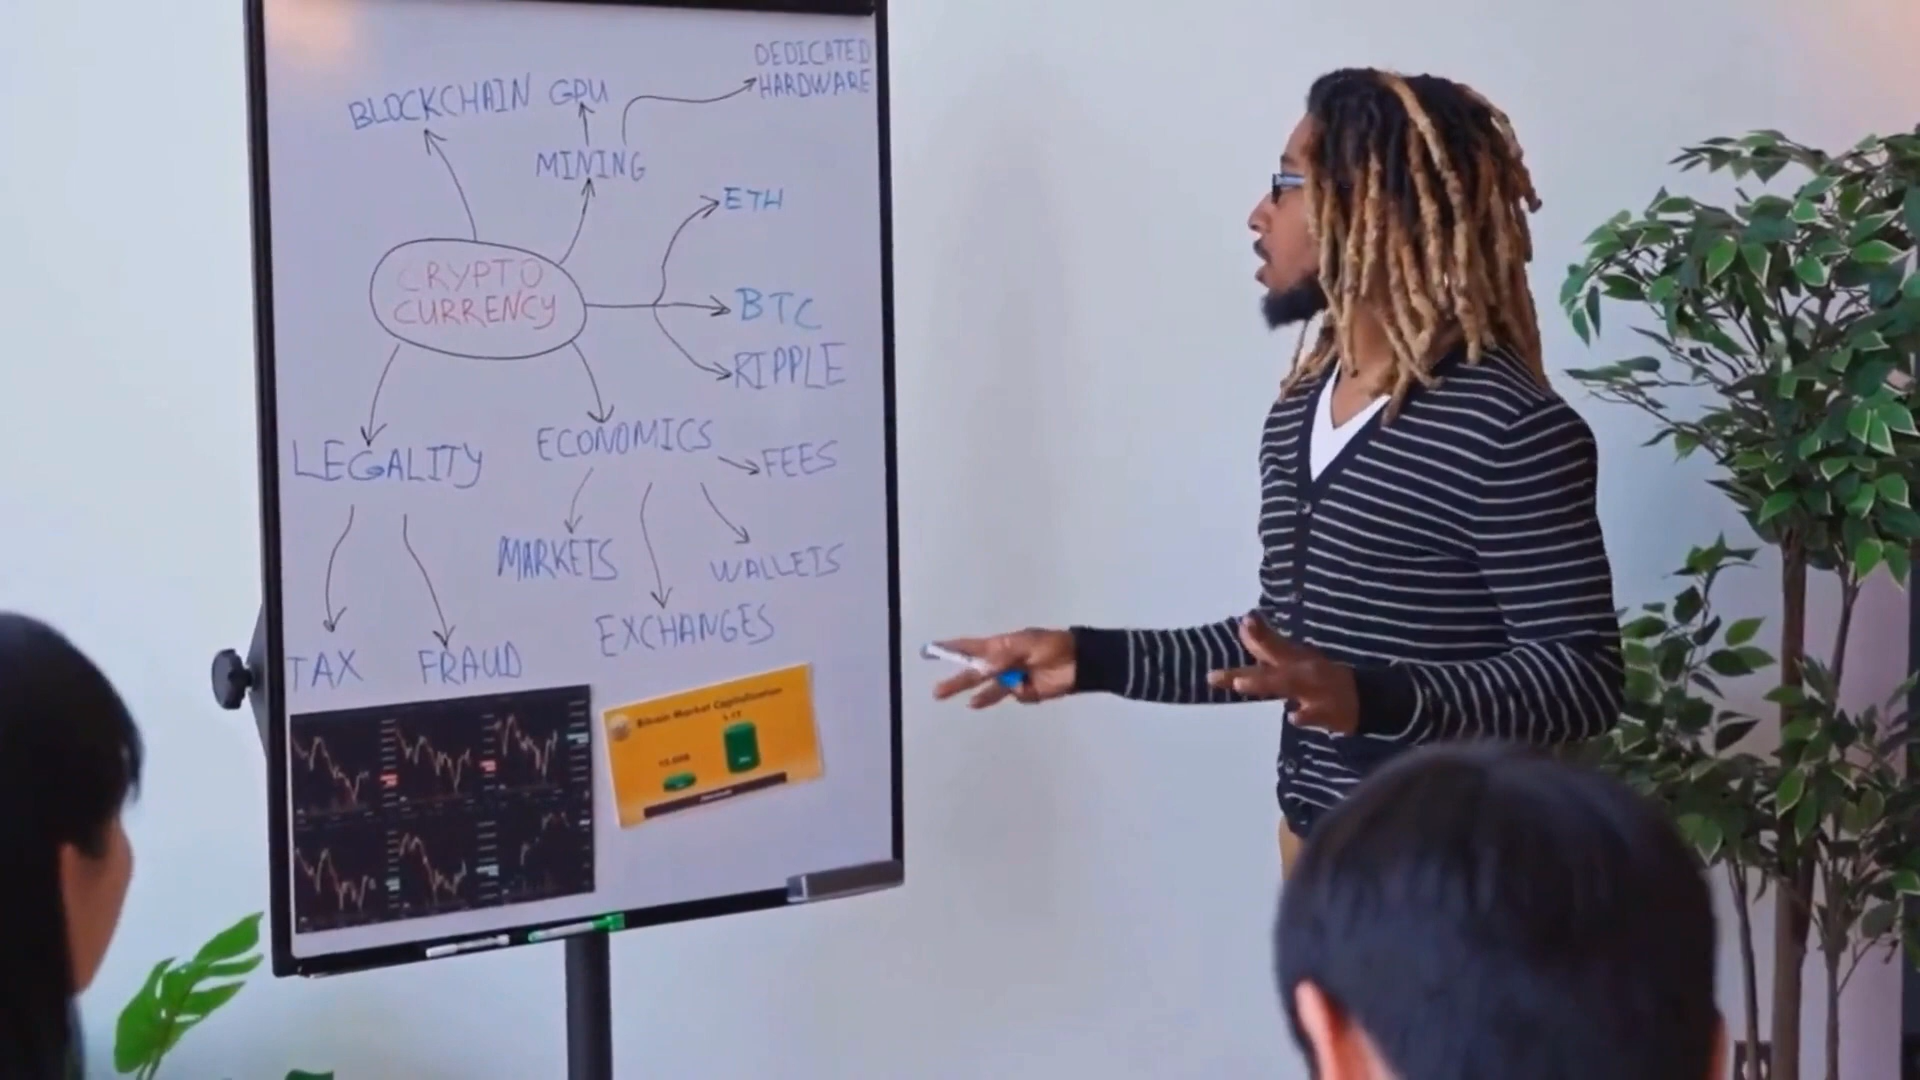 DEDICATED
HARDWARE
BLOCKCHAIN
GPU
MINING
ETH
CRYPTO
CURRENCY
BTC
RIPPLE
LEGALITY
ECONOMICS
FEES
MARKETS
WALLETS
EXCHANGES
TAX
FRAUD
Bitcoin Market Capitalization